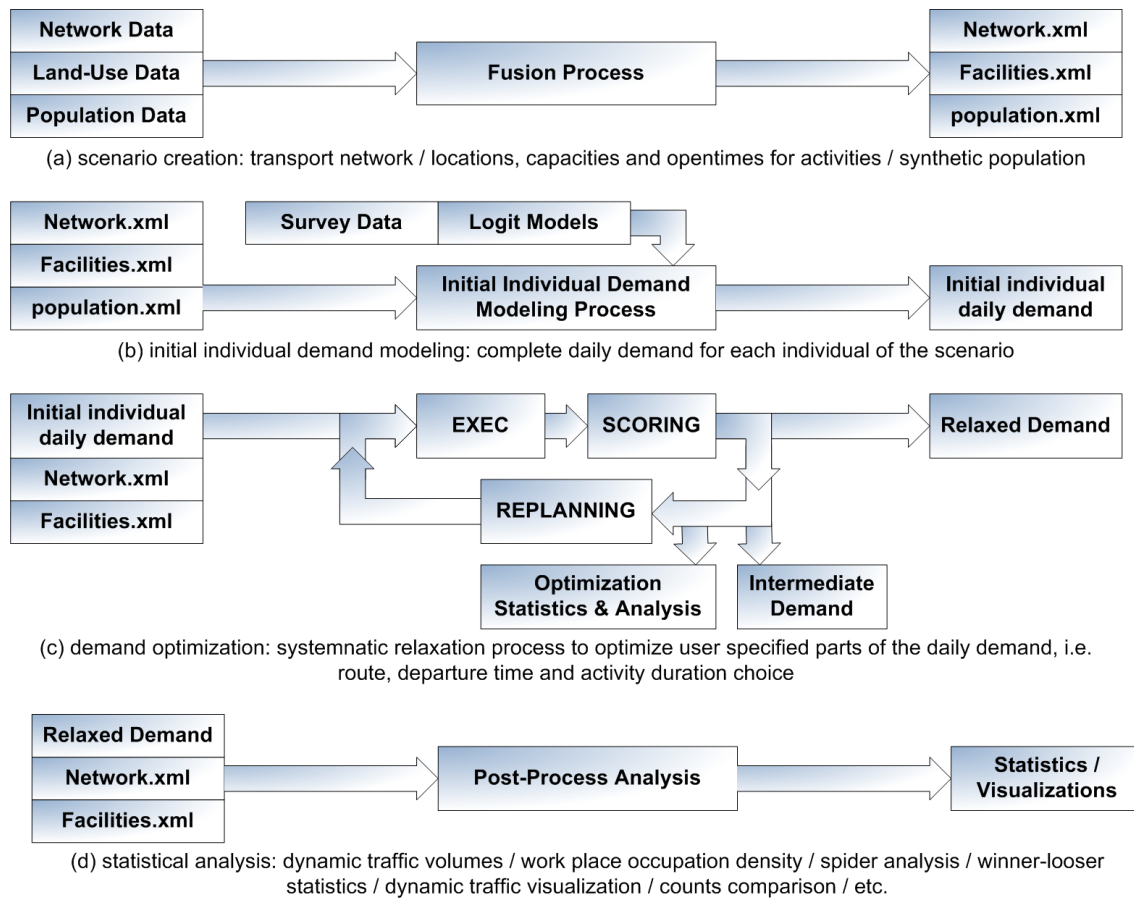 Network Data
Land-Use Data
Population Data
Fusion Process
Network.xml
Facilities.xml
population.xml
(a) scenario creation: transport network / locations, capacities and opentimes for activities / synthetic population
Network.xml
Facilities.xml
population.xml
Survey Data
Logit Models
Initial Individual Demand
Modeling Process
Initial individual
daily demand
(b) initial individual demand modeling: complete daily demand for each individual of the scenario
Initial individual
daily demand
Network.xml
Facilities.xml
EXEC
SCORING
Relaxed Demand
REPLANNING
Optimization
Statistics & Analysis
Intermediate
Demand
(c) demand optimization: systemnatic relaxation process to optimize user specified parts of the daily demand, i.e.
route, departure time and activity duration choice
Relaxed Demand
Network.xml
Facilities.xml
Post-Process Analysis
Statistics /
Visualizations
(d) statistical analysis: dynamic traffic volumes / work place occupation density / spider analysis / winner-looser
statistics / dynamic traffic visualization / counts comparison / etc.